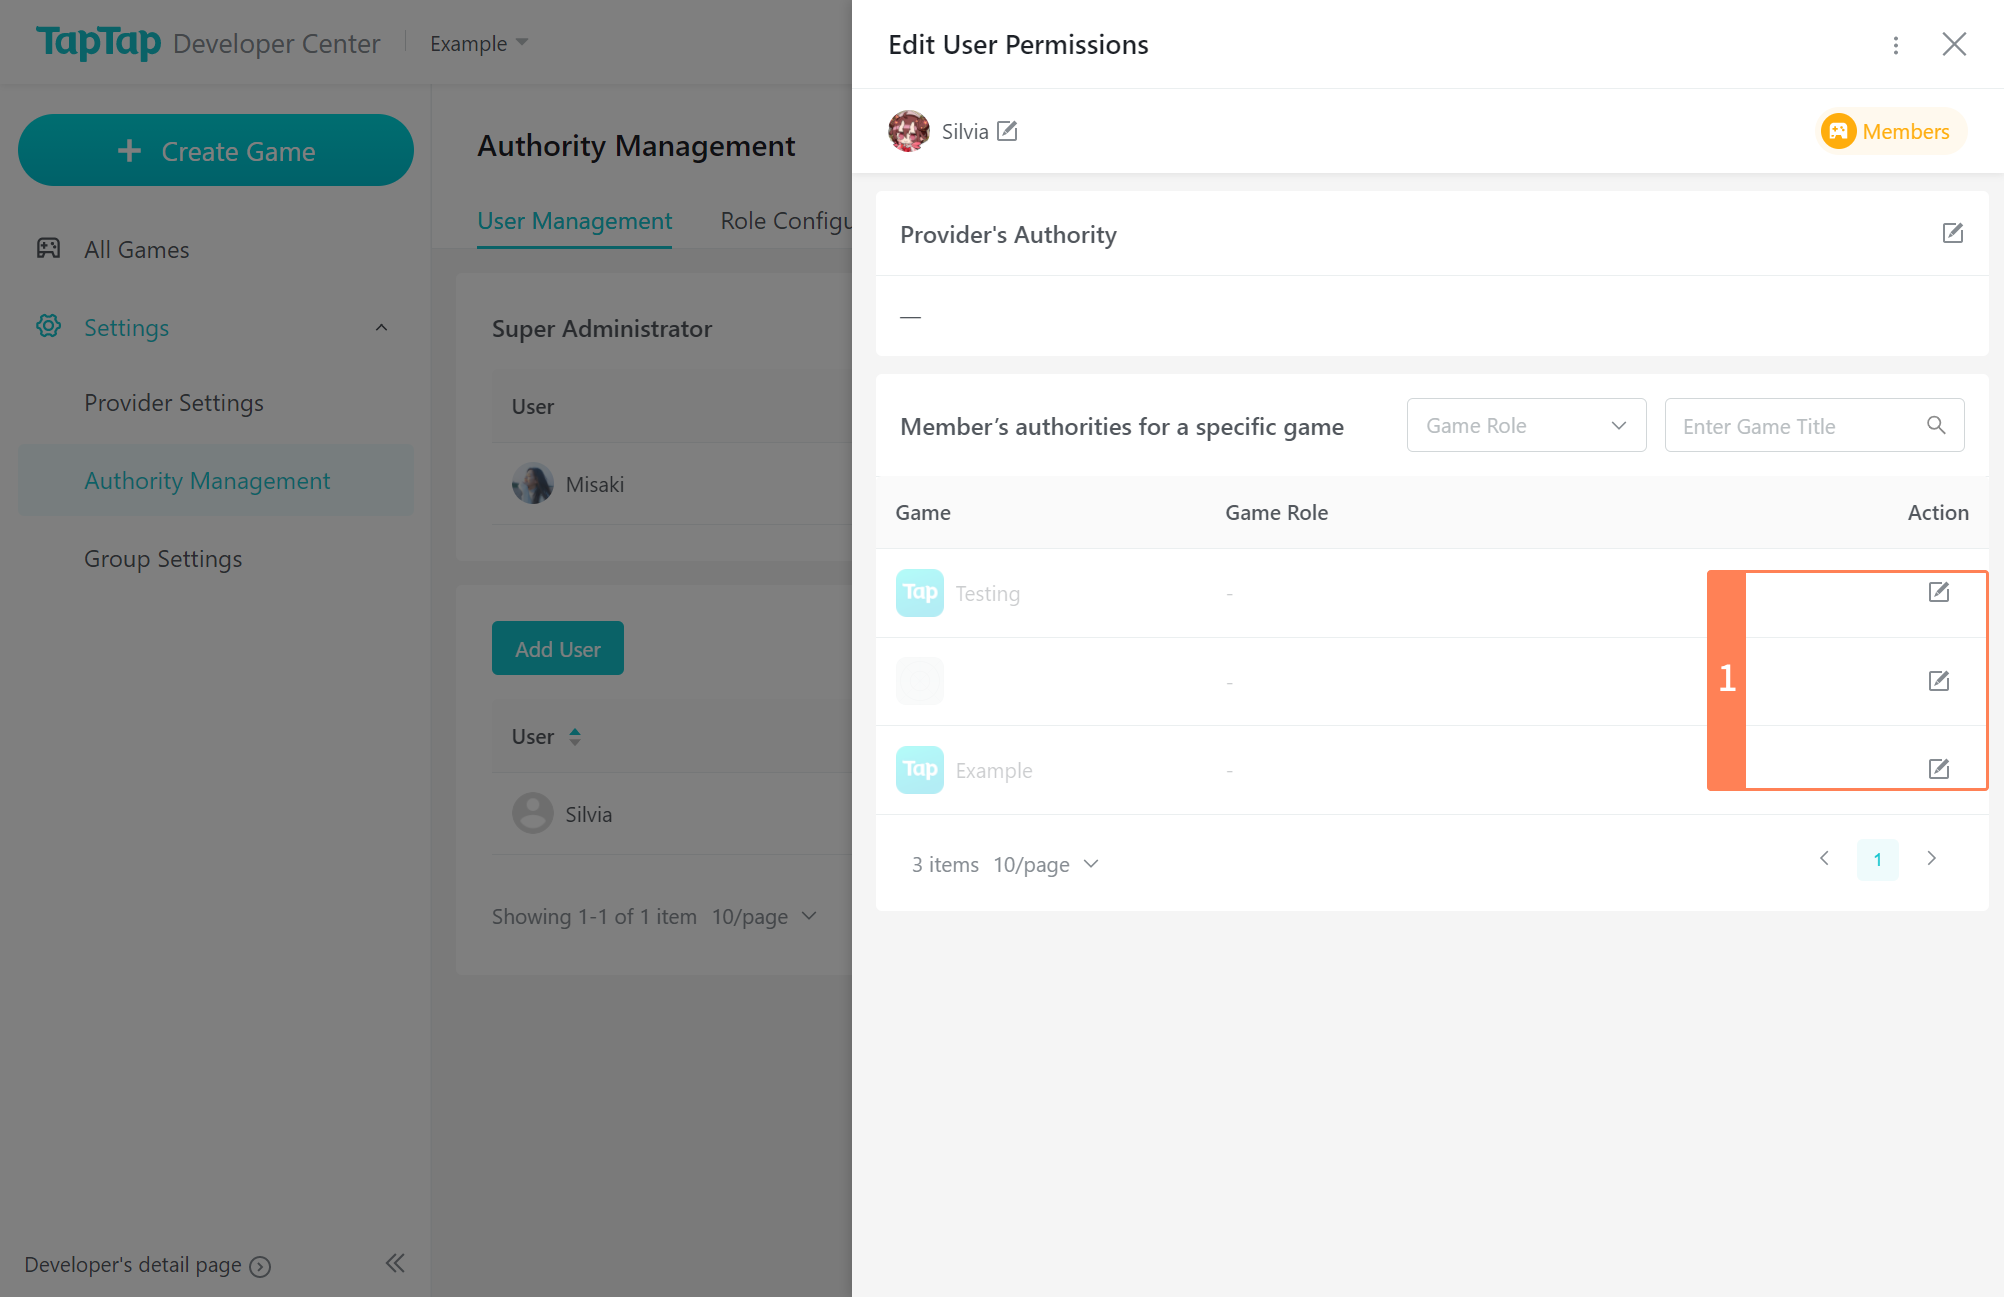 TapTap Developer Center
Example
Create Game
All Games
Settings
Provider Settings
Authority Management
Group Settings
Developer's detail page
Authority Management
User Management
Role Configu
Super Administrator
User
Misaki
Add User
User
Silvia
Showing 1-1 of 1 item 10/page
Edit User Permissions
Silvia
Members
Provider's Authority
—
Member’s authorities for a specific game
Game Role
Enter Game Title
Game Game Role Action
Tap Testing -
-
Tap Example -
1
3 items 10/page
1